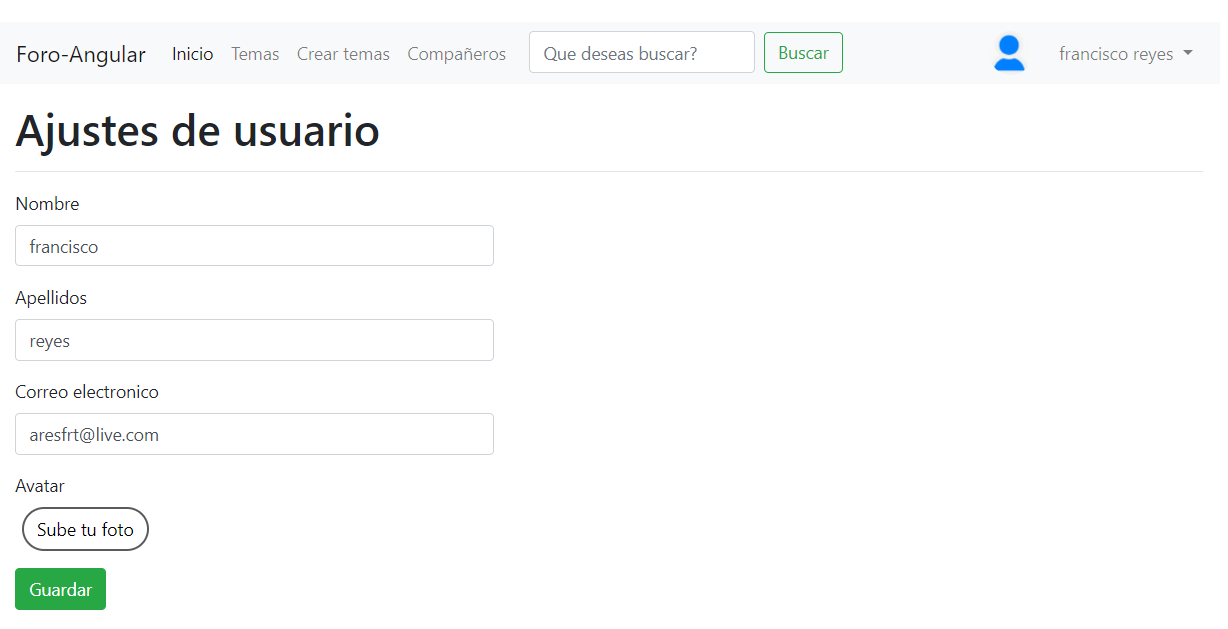 Foro-Angular Inicio Temas Crear temas Compañeros Que deseas buscar? Buscar francisco reyes
Ajustes de usuario
Nombre
francisco
Apellidos
reyes
Correo electronico
aresfrt@live.com
Avatar
Sube tu foto
Guardar